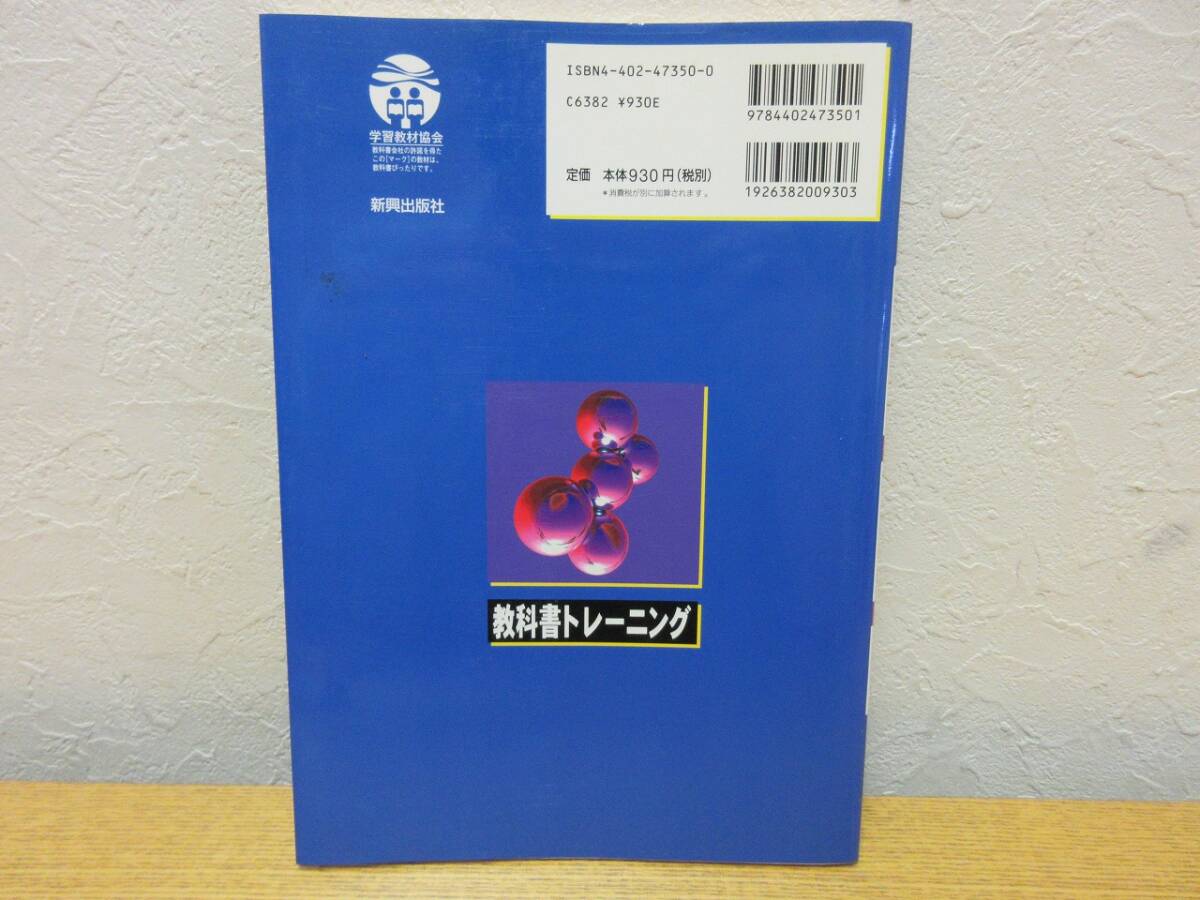 学習教材協会
教科書会社の許諾を得た
この[マーク]の教材は、
教科書ぴったりです。
新興出版社
ISBN4-402-47350-0
C6382 ¥930E
定価 本体930円(税別)
*消費税が別に加算されます。
9784402473501
1926382009303
教科書トレーニング